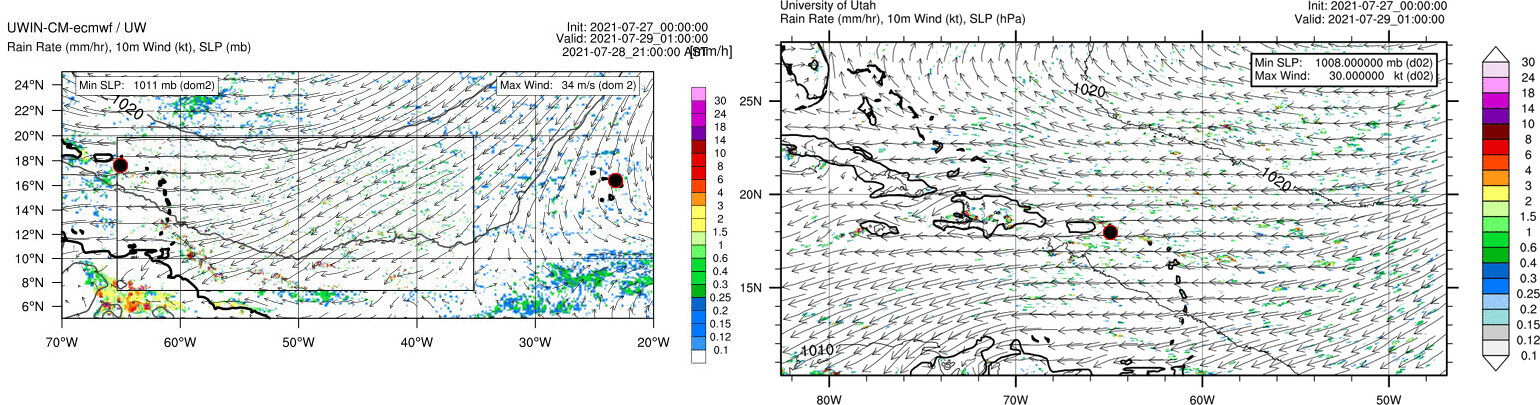 UWIN-CM-ecmwf / UW
Rain Rate (mm/hr), 10m Wind (kt), SLP (mb)
Init: 2021-07-27_00:00:00
Valid: 2021-07-29_01:00:00
2021-07-28_21:00:00 AST
[mm/h]
Min SLP: 1011 mb (dom2)
Max Wind: 34 m/s (dom 2)
1020
24°N
22°N
20°N
18°N
16°N
14°N
12°N
10°N
8°N
6°N
70°W 60°W 50°W 40°W 30°W 20°W
30
24
18
14
10
8
6
4
3
2
1.5
1
0.6
0.4
0.3
0.25
0.2
0.15
0.12
0.1
University of Utah
Rain Rate (mm/hr), 10m Wind (kt), SLP (hPa)
Init: 2021-07-27_00:00:00
Valid: 2021-07-29_01:00:00
Min SLP: 1008.000000 mb (d02)
Max Wind: 30.000000 kt (d02)
1020
1020
1010
25N
20N
15N
80W 70W 60W 50W
30
24
18
14
10
8
6
4
3
2
1.5
1
0.6
0.4
0.3
0.25
0.2
0.15
0.12
0.1